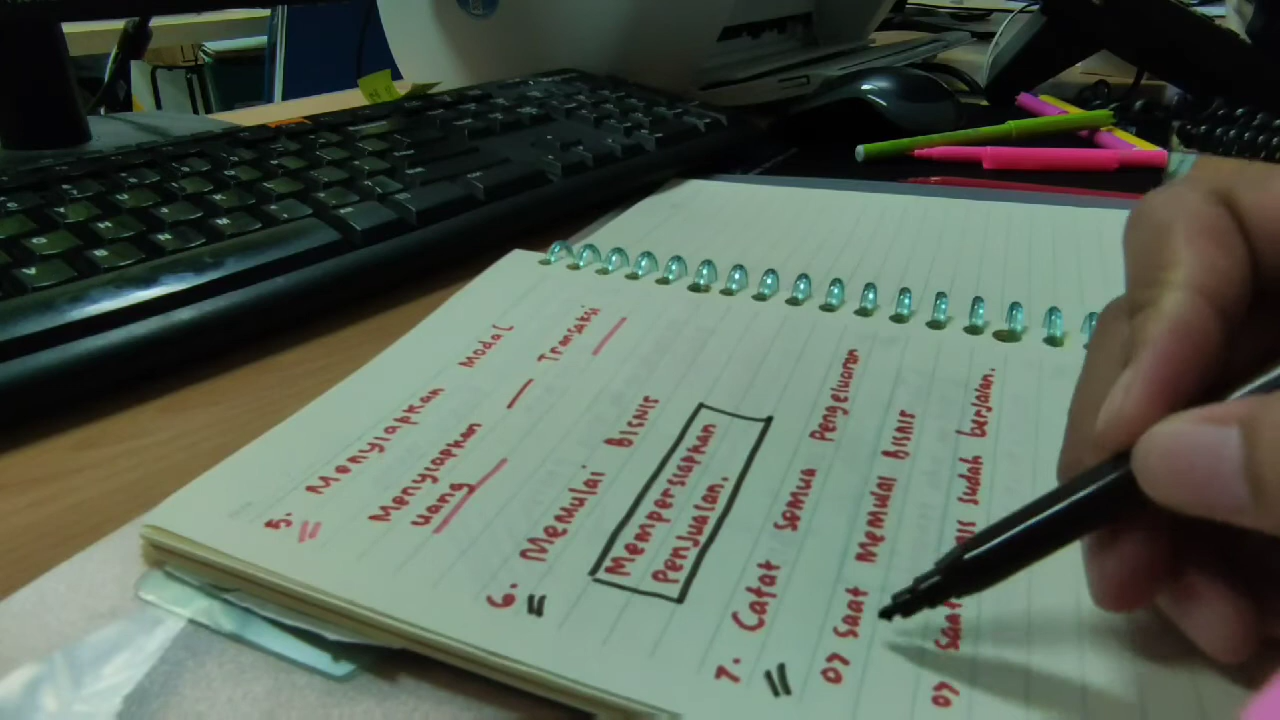 5. Menyiapkan Modal
Menyiapkan — Transaksi
uang
6. Memulai Bisnis
Mempersiapkan
Penjualan.
7. Catat semua Pengeluaran
o> Saat Memulai Bisnis
o> Saat sudah berjalan.